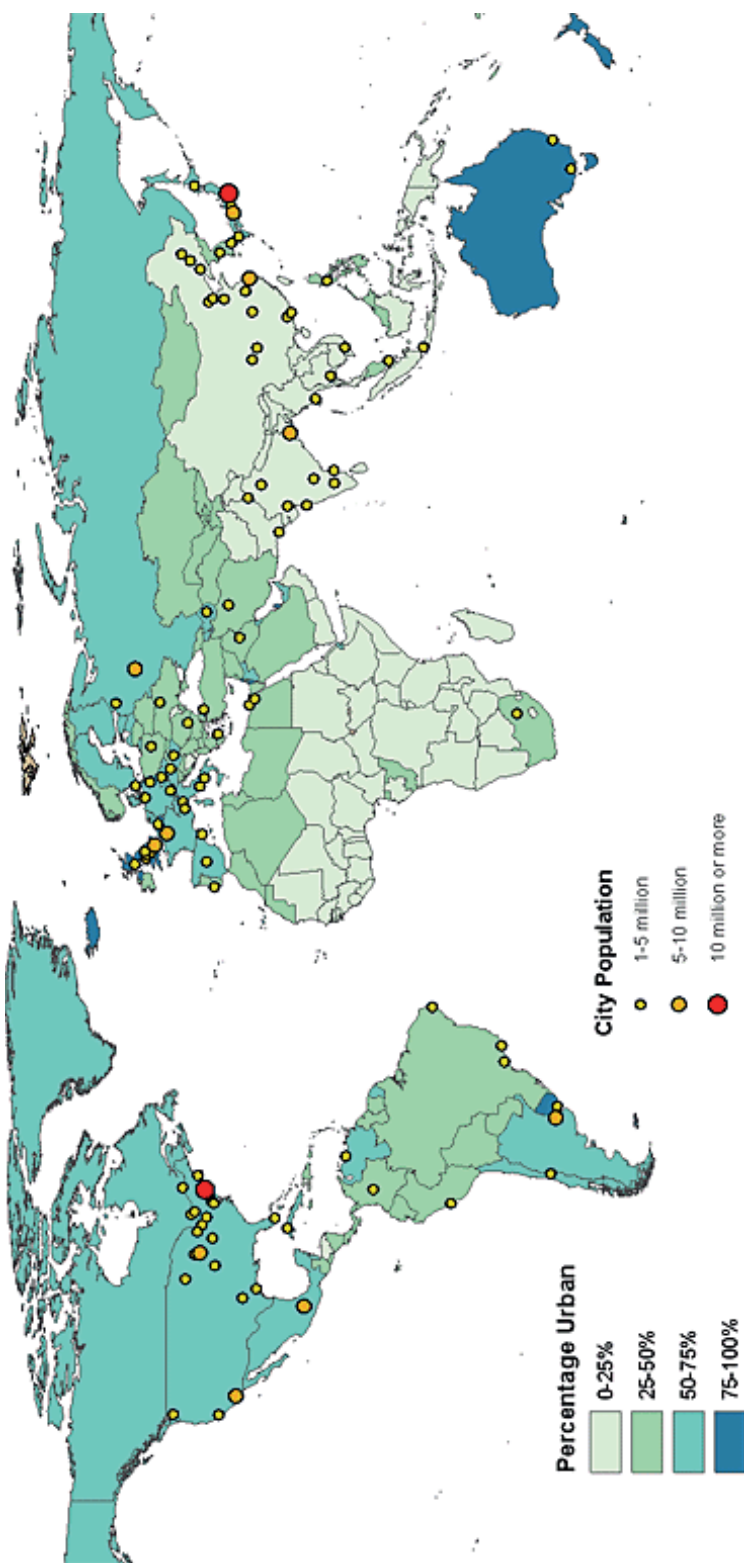 Percentage Urban
0-25%
25-50%
50-75%
75-100%
City Population
1-5 million
5-10 million
10 million or more